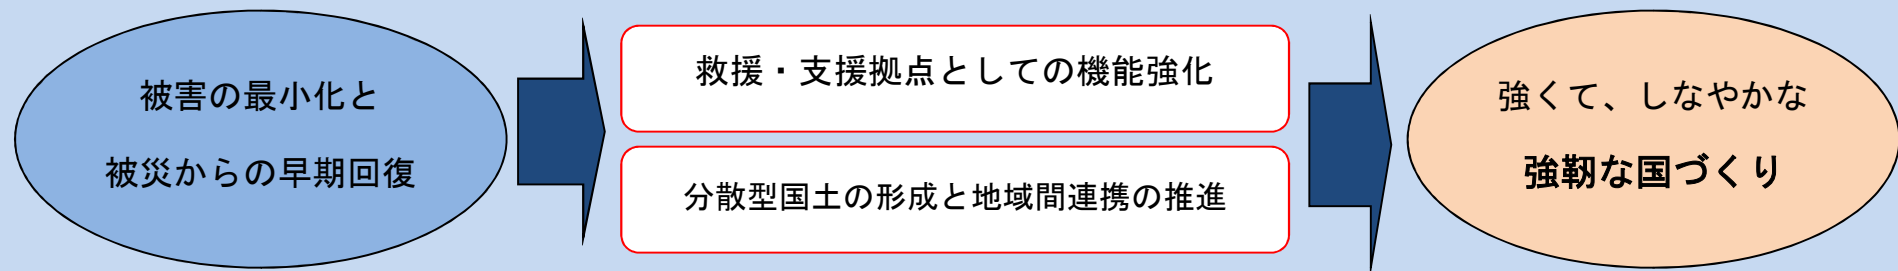 被害の最小化と
被災からの早期回復
救援・支援拠点としての機能強化
分散型国土の形成と地域間連携の推進
強くて、しなやかな
強靭な国づくり